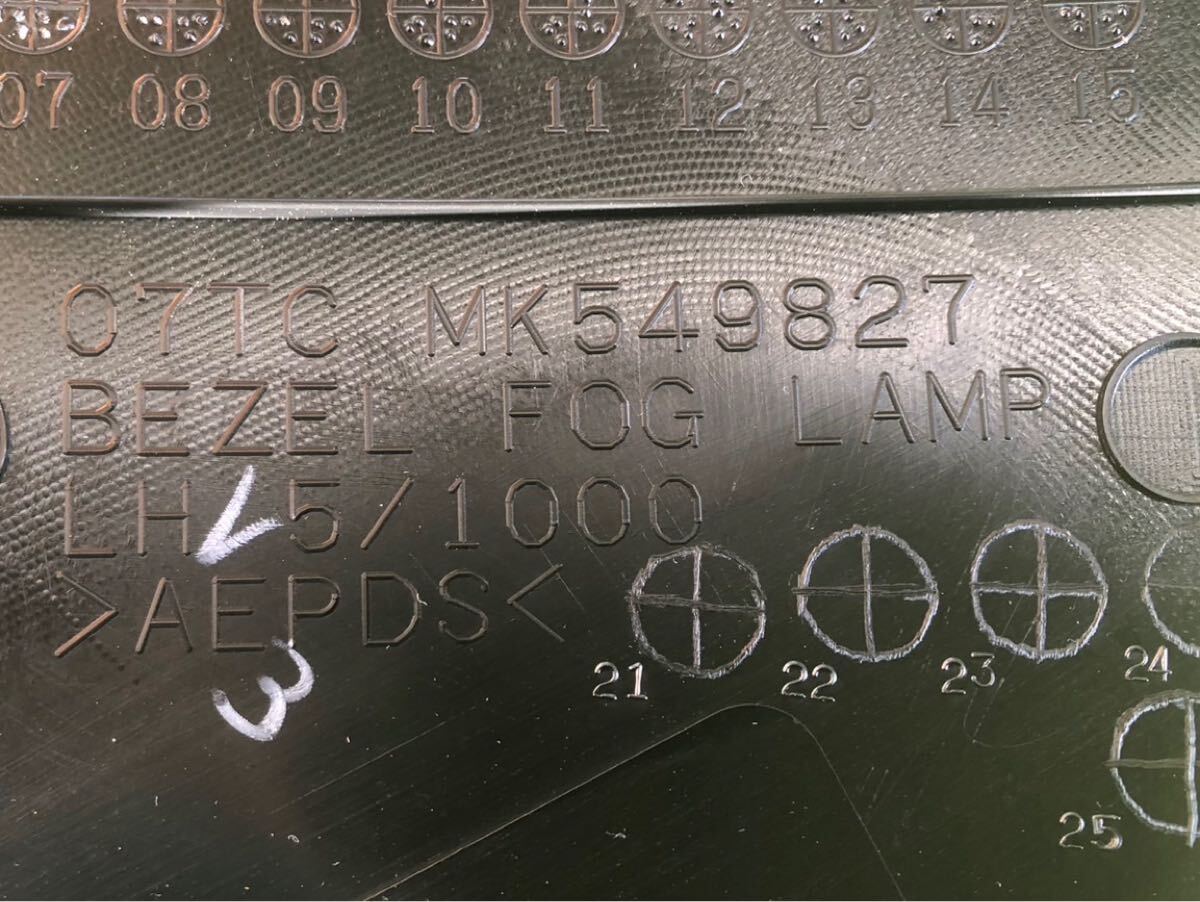 07 08 09 10 11 12 13 14 15
07TC MK549827
BEZEL FOG LAMP
LH 5/1000
>AEPDS<
3
21 22 23 24
25